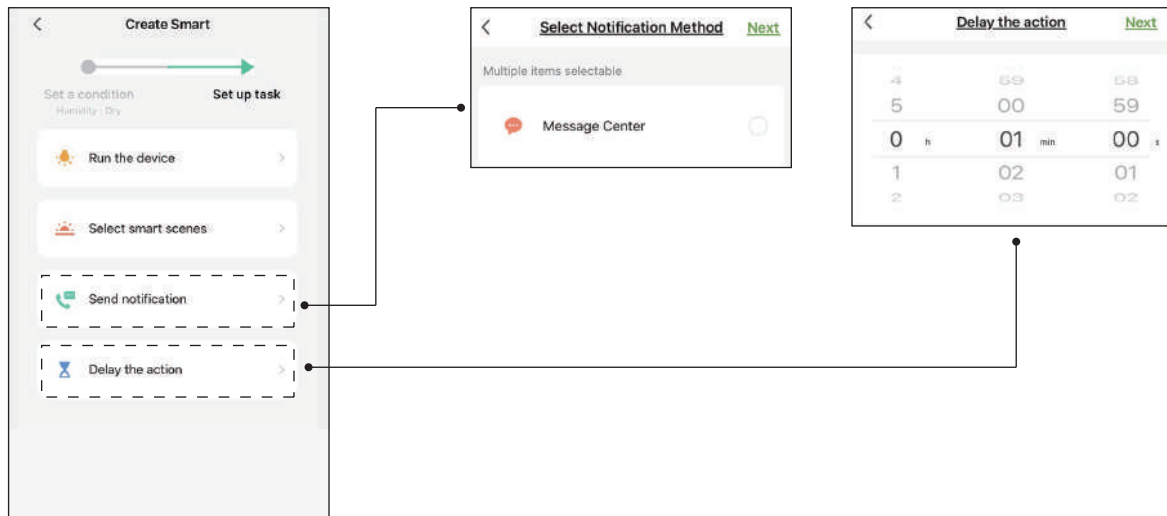 Create Smart
Set a condition
Humidity : Dry
Set up task
Run the device
Select smart scenes
Send notification
Delay the action
Select Notification Method Next
Multiple items selectable
Message Center
Delay the action Next
4 59 58
5 00 59
0 h 01 min 00 s
1 02 01
2 03 02